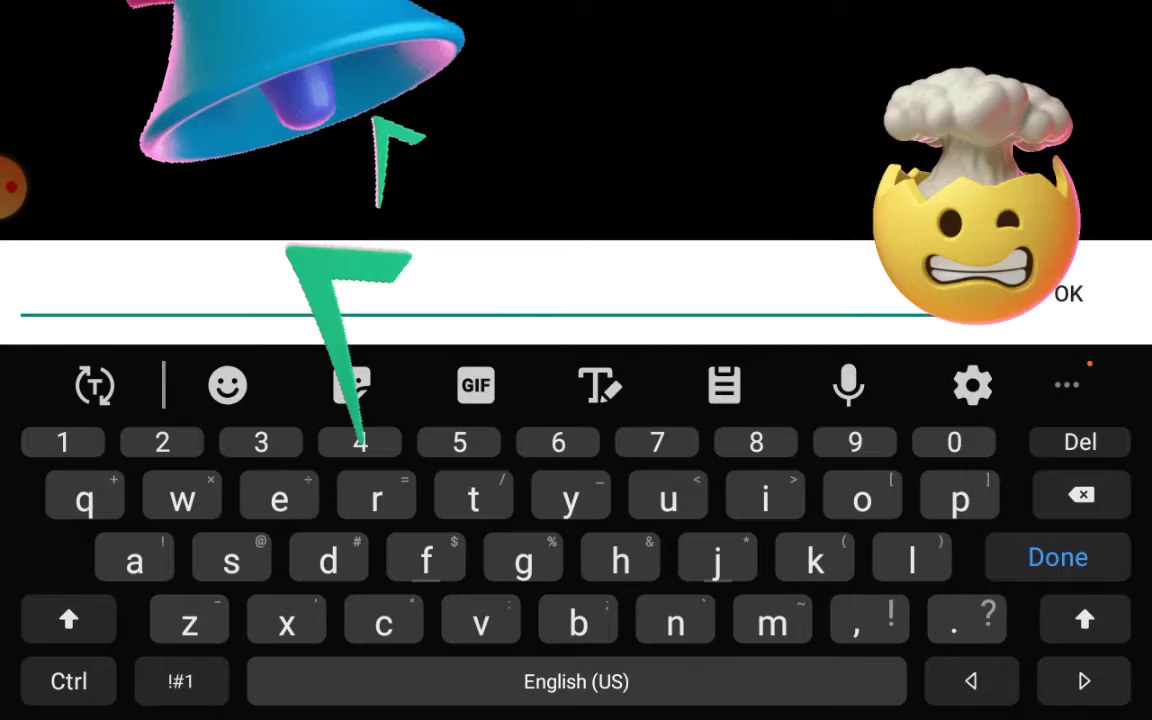 OK
T GIF T
1 2 3 4 5 6 7 8 9 0 Del
q + w × e ÷ r = t / y _ u < i > o [ p ]
a ! s @ d # f $ g % h & j * k ( l ) Done
z - x ' c " v : b ; n ` m ~ , ! . ?
Ctrl !#1 English (US)